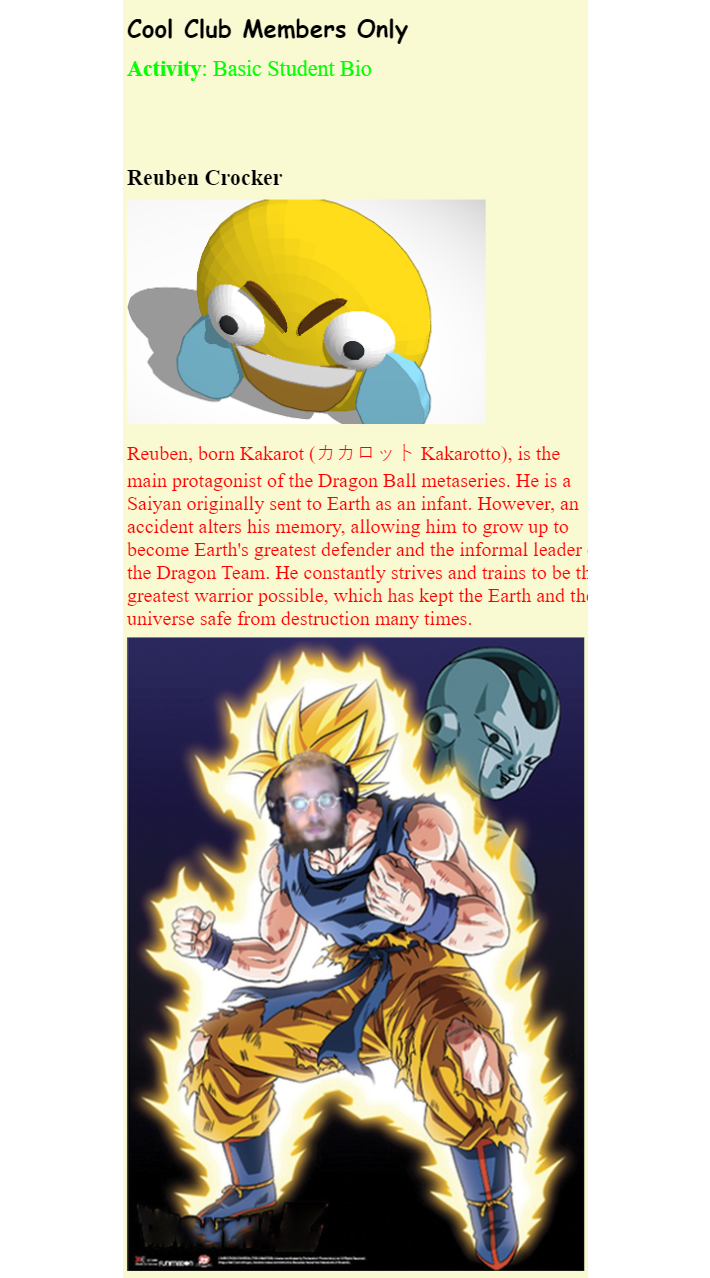 Cool Club Members Only
Activity: Basic Student Bio
Reuben Crocker
Reuben, born Kakarot (カカロット Kakarotto), is the
main protagonist of the Dragon Ball metaseries. He is a
Saiyan originally sent to Earth as an infant. However, an
accident alters his memory, allowing him to grow up to
become Earth's greatest defender and the informal leader
the Dragon Team. He constantly strives and trains to be th
greatest warrior possible, which has kept the Earth and the
universe safe from destruction many times.
FUNIMATION